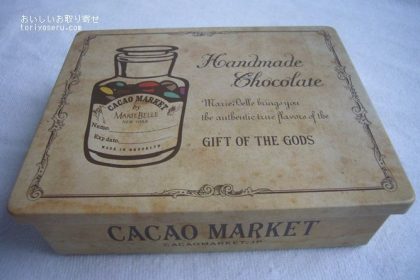 おいしいお取り寄せ
toriyoseru.com
CACAO MARKET
by
MARIEBELLE
NEW YORK
Name:
MADE IN BROOKLYN
Handmade
Chocolate
MarieBelle brings you
the authentic true flavors of the
GIFT OF THE GODS
CACAO MARKET
CACAOMARKET.JP